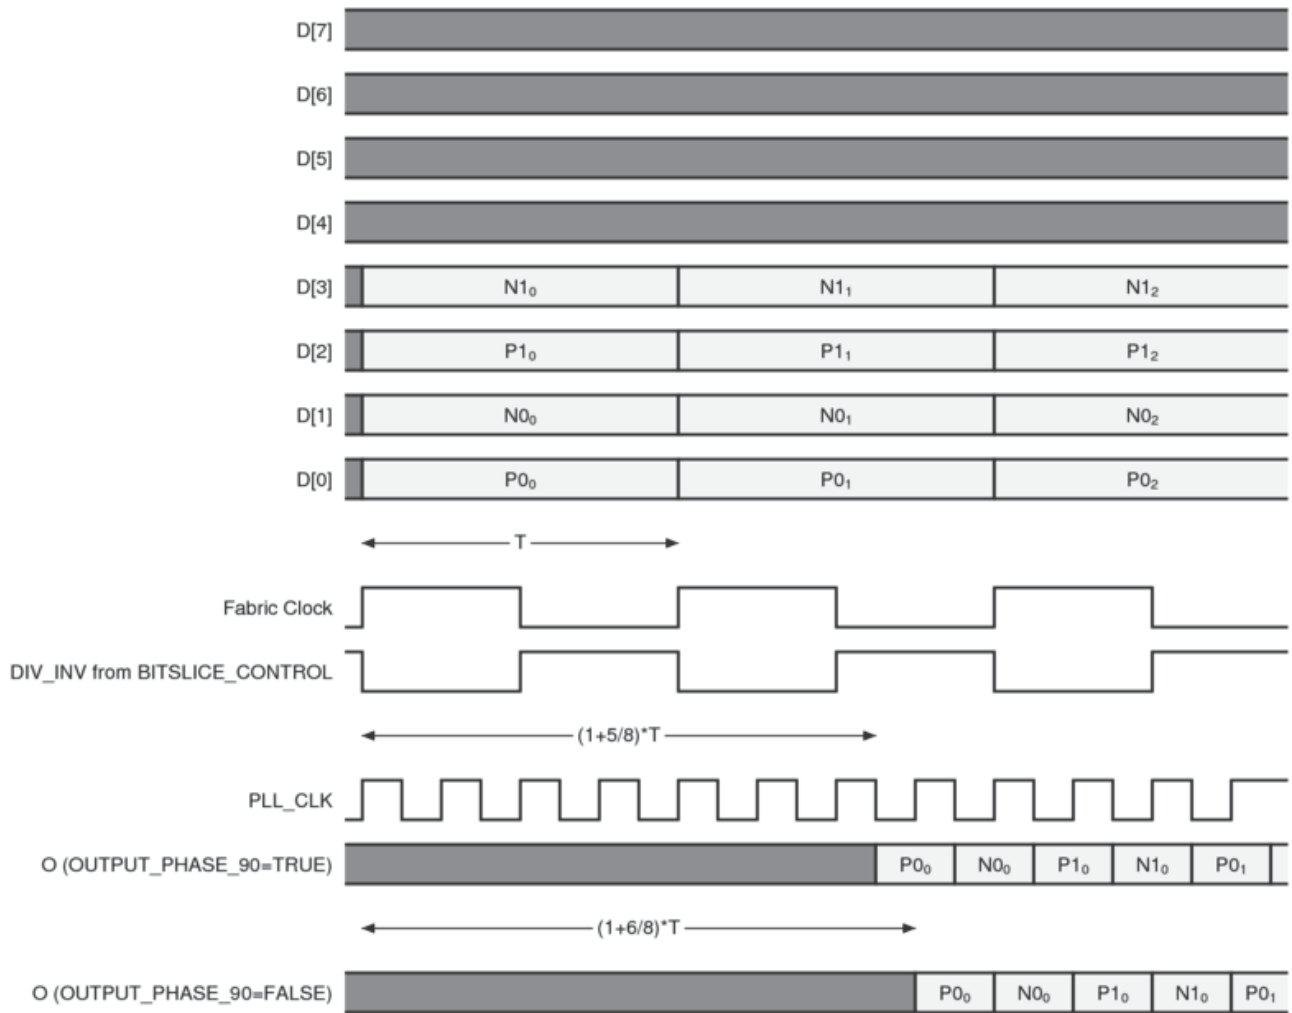 D[7]
D[6]
D[5]
D[4]
D[3] N1₀ N1₁ N1₂
D[2] P1₀ P1₁ P1₂
D[1] N0₀ N0₁ N0₂
D[0] P0₀ P0₁ P0₂
T
Fabric Clock
DIV_INV from BITSLICE_CONTROL
(1+5/8)*T
PLL_CLK
O (OUTPUT_PHASE_90=TRUE) P0₀ N0₀ P1₀ N1₀ P0₁
(1+6/8)*T
O (OUTPUT_PHASE_90=FALSE) P0₀ N0₀ P1₀ N1₀ P0₁